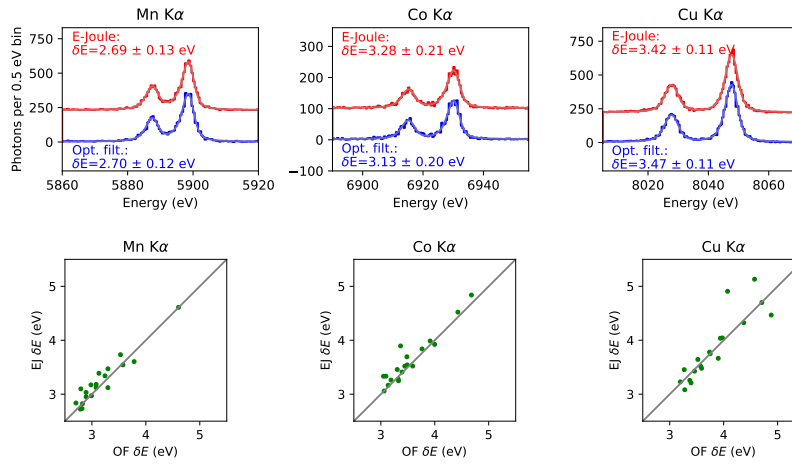 Mn Kα
Co Kα
Cu Kα
Photons per 0.5 eV bin
750
500
250
0
E-Joule:
δE=2.69 ± 0.13 eV
Opt. filt.:
δE=2.70 ± 0.12 eV
5860
5880
5900
5920
Energy (eV)
300
200
100
0
−100
E-Joule:
δE=3.28 ± 0.21 eV
Opt. filt.:
δE=3.13 ± 0.20 eV
6900
6920
6940
Energy (eV)
750
500
250
0
E-Joule:
δE=3.42 ± 0.11 eV
Opt. filt.:
δE=3.47 ± 0.11 eV
8020
8040
8060
Energy (eV)
Mn Kα
EJ δE (eV)
5
4
3
3
4
5
OF δE (eV)
Co Kα
EJ δE (eV)
5
4
3
3
4
5
OF δE (eV)
Cu Kα
EJ δE (eV)
5
4
3
3
4
5
OF δE (eV)